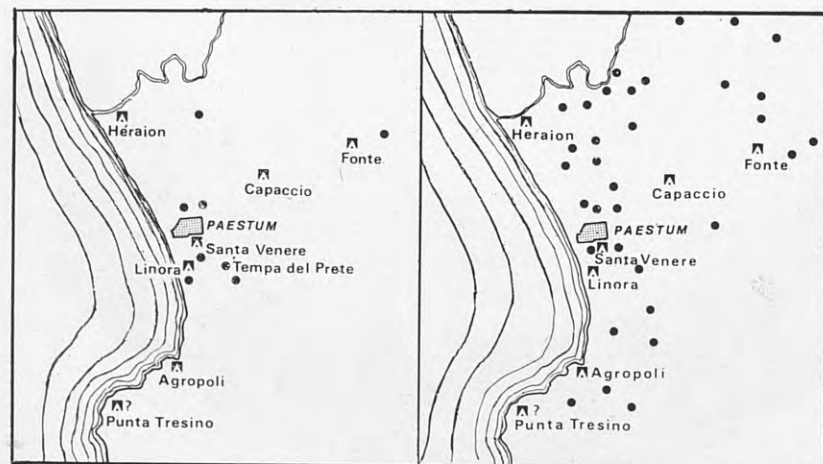 Heraion
Fonte
Capaccio
PAESTUM
Santa Venere
Linora
Tempa del Prete
Agropoli
?
Punta Tresino
Heraion
Fonte
Capaccio
PAESTUM
Santa Venere
Linora
Agropoli
?
Punta Tresino